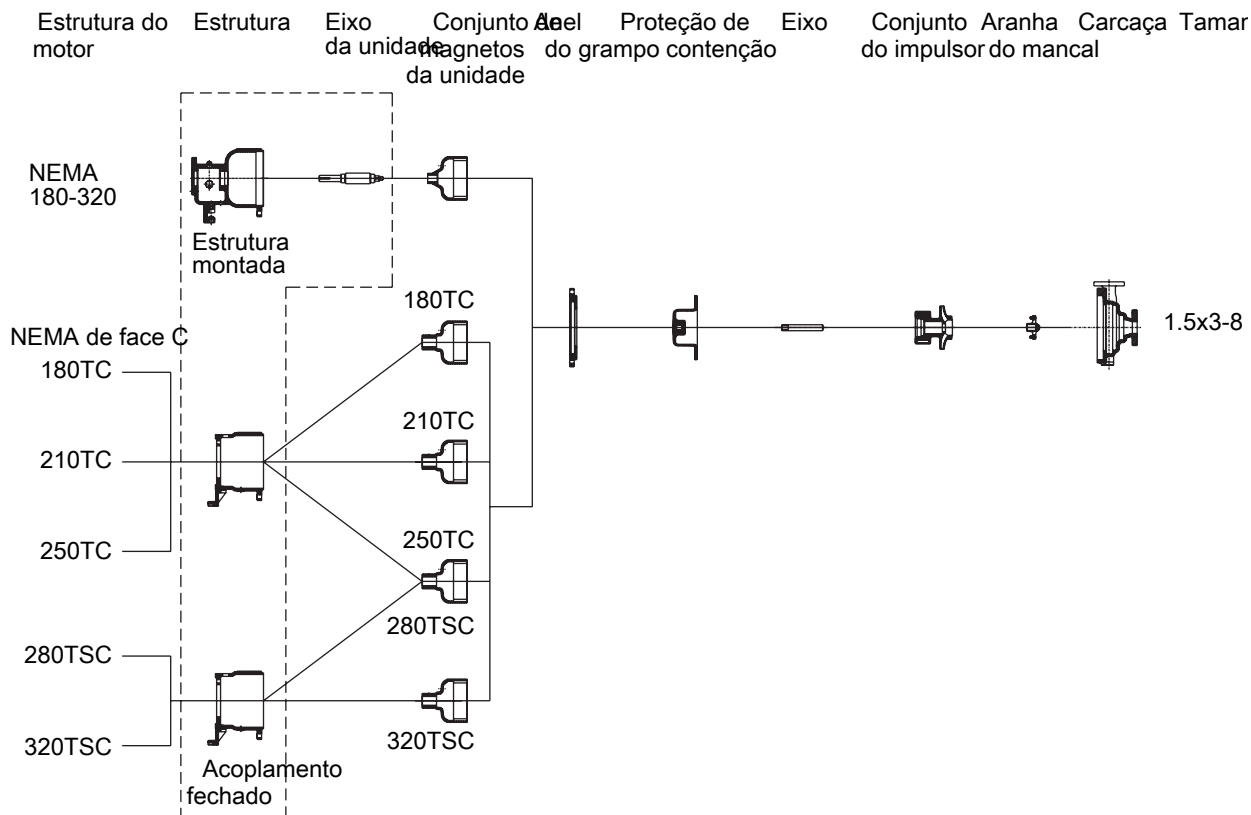 Estrutura do motor
Estrutura
Eixo da unidade
Conjunto de magnetos da unidade
Anel do grampo
Proteção de contenção
Eixo
Conjunto do impulsor
Aranha do mancal
Carcaça
Tamar
NEMA
180-320
Estrutura
montada
NEMA de face C
180TC
210TC
250TC
280TSC
320TSC
180TC
210TC
250TC
280TSC
320TSC
1.5x3-8
Acoplamento
fechado